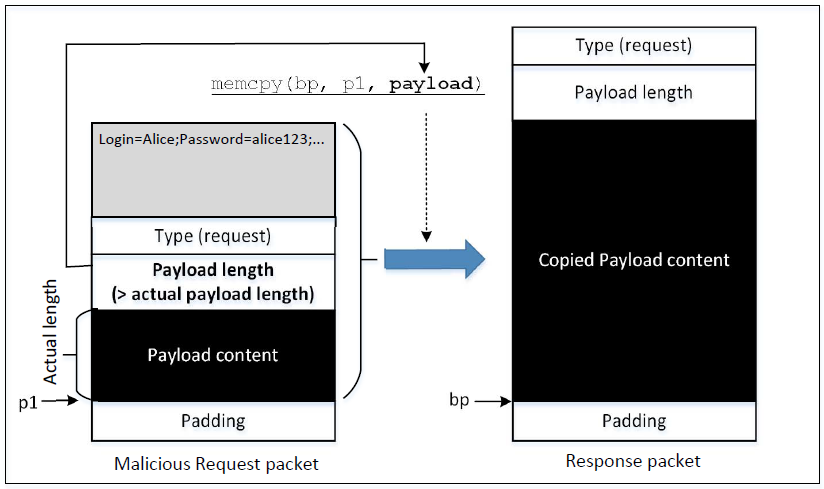 memcpy(bp, p1, payload)
Login=Alice;Password=alice123;...
Type (request)
Payload length
(> actual payload length)
Actual length
Payload content
p1
Padding
Malicious Request packet
Type (request)
Payload length
Copied Payload content
bp
Padding
Response packet